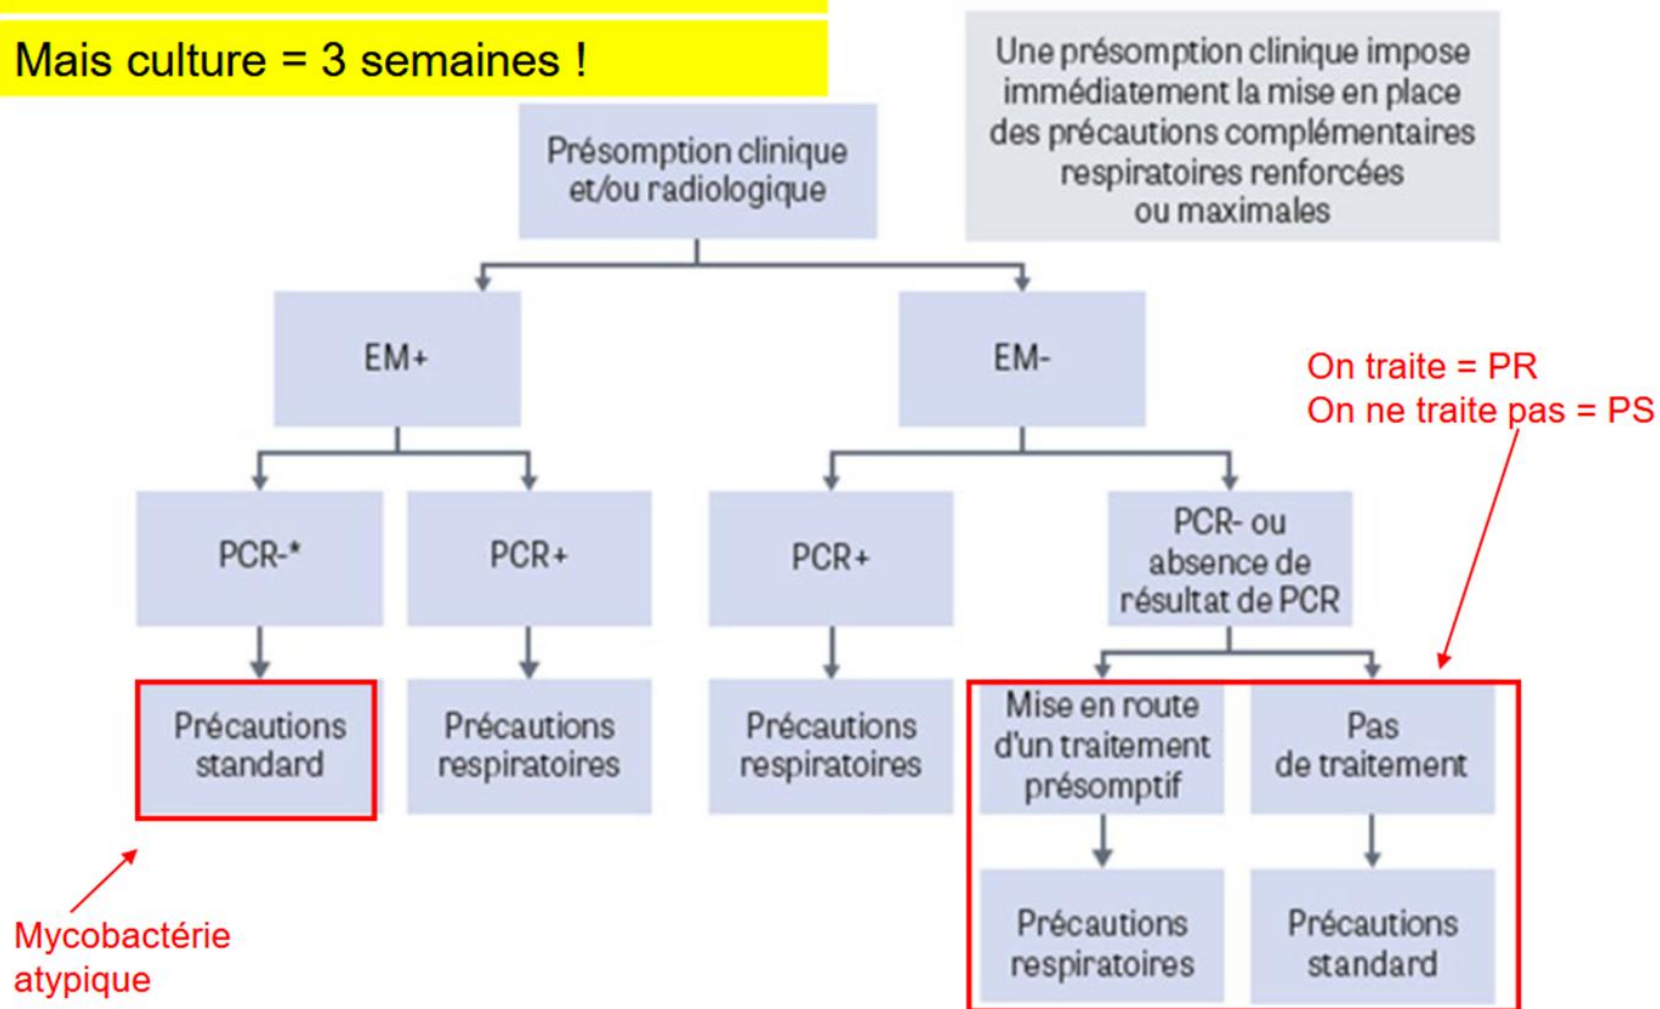 Mais culture = 3 semaines !
Une présomption clinique impose
immédiatement la mise en place
des précautions complémentaires
respiratoires renforcées
ou maximales
Présomption clinique
et/ou radiologique
EM+
EM-
On traite = PR
On ne traite pas = PS
PCR-*
PCR+
PCR+
PCR- ou
absence de
résultat de PCR
Précautions
standard
Précautions
respiratoires
Précautions
respiratoires
Mise en route
d'un traitement
présomptif
Pas
de traitement
Mycobactérie
atypique
Précautions
respiratoires
Précautions
standard